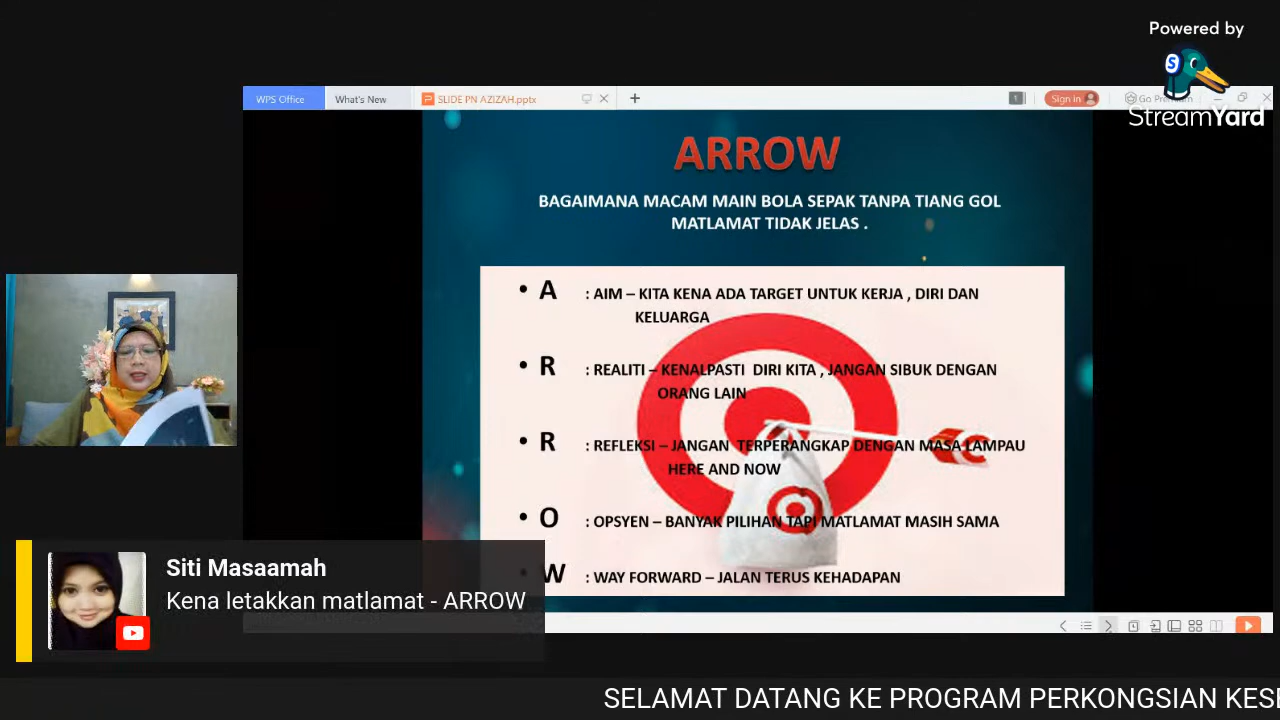 Powered by
S
StreamYard
WPS Office
What's New
SLIDE PN AZIZAH.pptx
1
Sign in
Go Premium
ARROW
BAGAIMANA MACAM MAIN BOLA SEPAK TANPA TIANG GOL
MATLAMAT TIDAK JELAS .
• A : AIM – KITA KENA ADA TARGET UNTUK KERJA , DIRI DAN
KELUARGA
• R : REALITI – KENALPASTI DIRI KITA , JANGAN SIBUK DENGAN
ORANG LAIN
• R : REFLEKSI – JANGAN TERPERANGKAP DENGAN MASA LAMPAU
HERE AND NOW
• O : OPSYEN – BANYAK PILIHAN TAPI MATLAMAT MASIH SAMA
• W : WAY FORWARD – JALAN TERUS KEHADAPAN
Siti Masaamah
Kena letakkan matlamat - ARROW
SELAMAT DATANG KE PROGRAM PERKONGSIAN KES